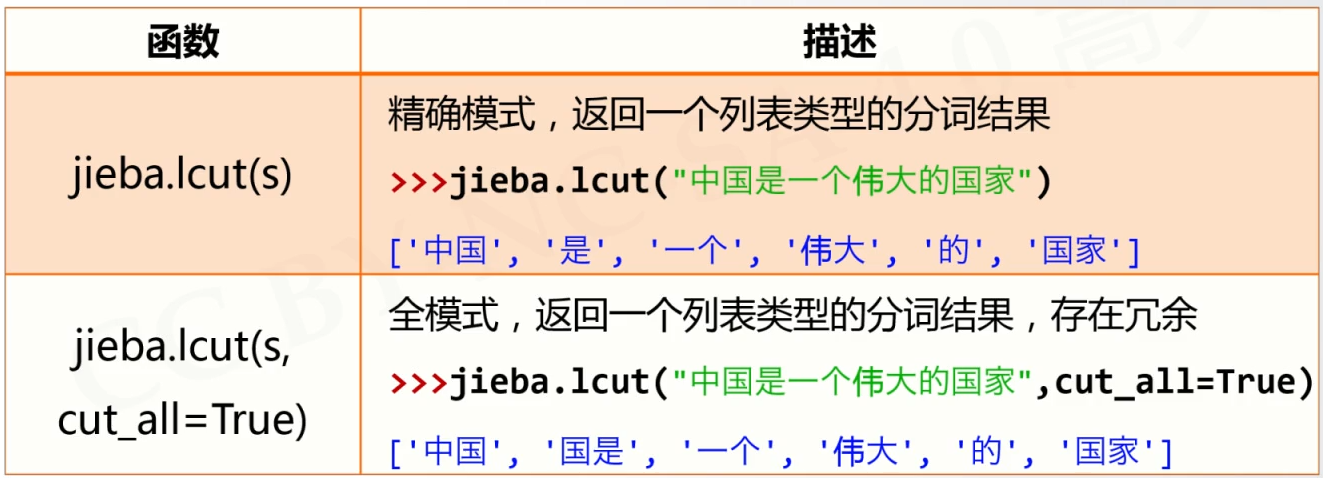 函数 描述
精确模式，返回一个列表类型的分词结果
jieba.lcut(s)
>>>jieba.lcut("中国是一个伟大的国家")
['中国', '是', '一个', '伟大', '的', '国家']
全模式，返回一个列表类型的分词结果，存在冗余
jieba.lcut(s,
cut_all=True)
>>>jieba.lcut("中国是一个伟大的国家",cut_all=True)
['中国', '国是', '一个', '伟大', '的', '国家']